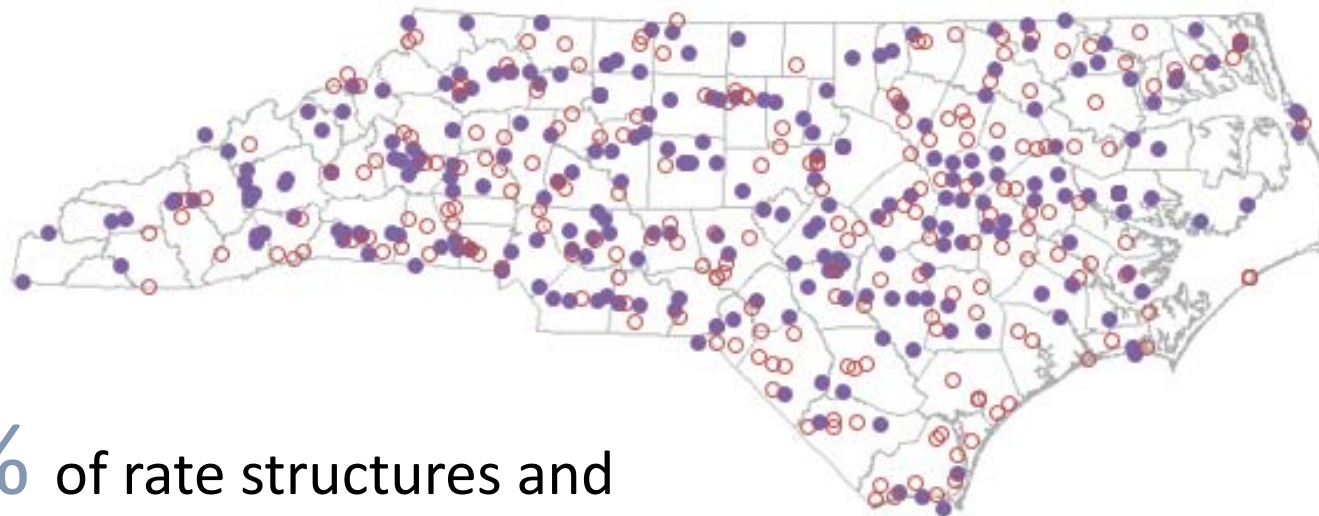 % of rate structures and